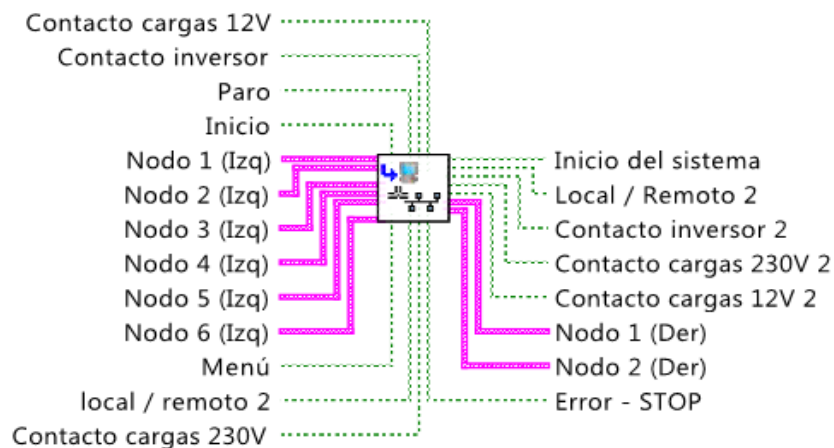 Contacto cargas 12V
Contacto inversor
Paro
Inicio
Nodo 1 (Izq)
Nodo 2 (Izq)
Nodo 3 (Izq)
Nodo 4 (Izq)
Nodo 5 (Izq)
Nodo 6 (Izq)
Menú
local / remoto 2
Contacto cargas 230V
Inicio del sistema
Local / Remoto 2
Contacto inversor 2
Contacto cargas 230V 2
Contacto cargas 12V 2
Nodo 1 (Der)
Nodo 2 (Der)
Error - STOP